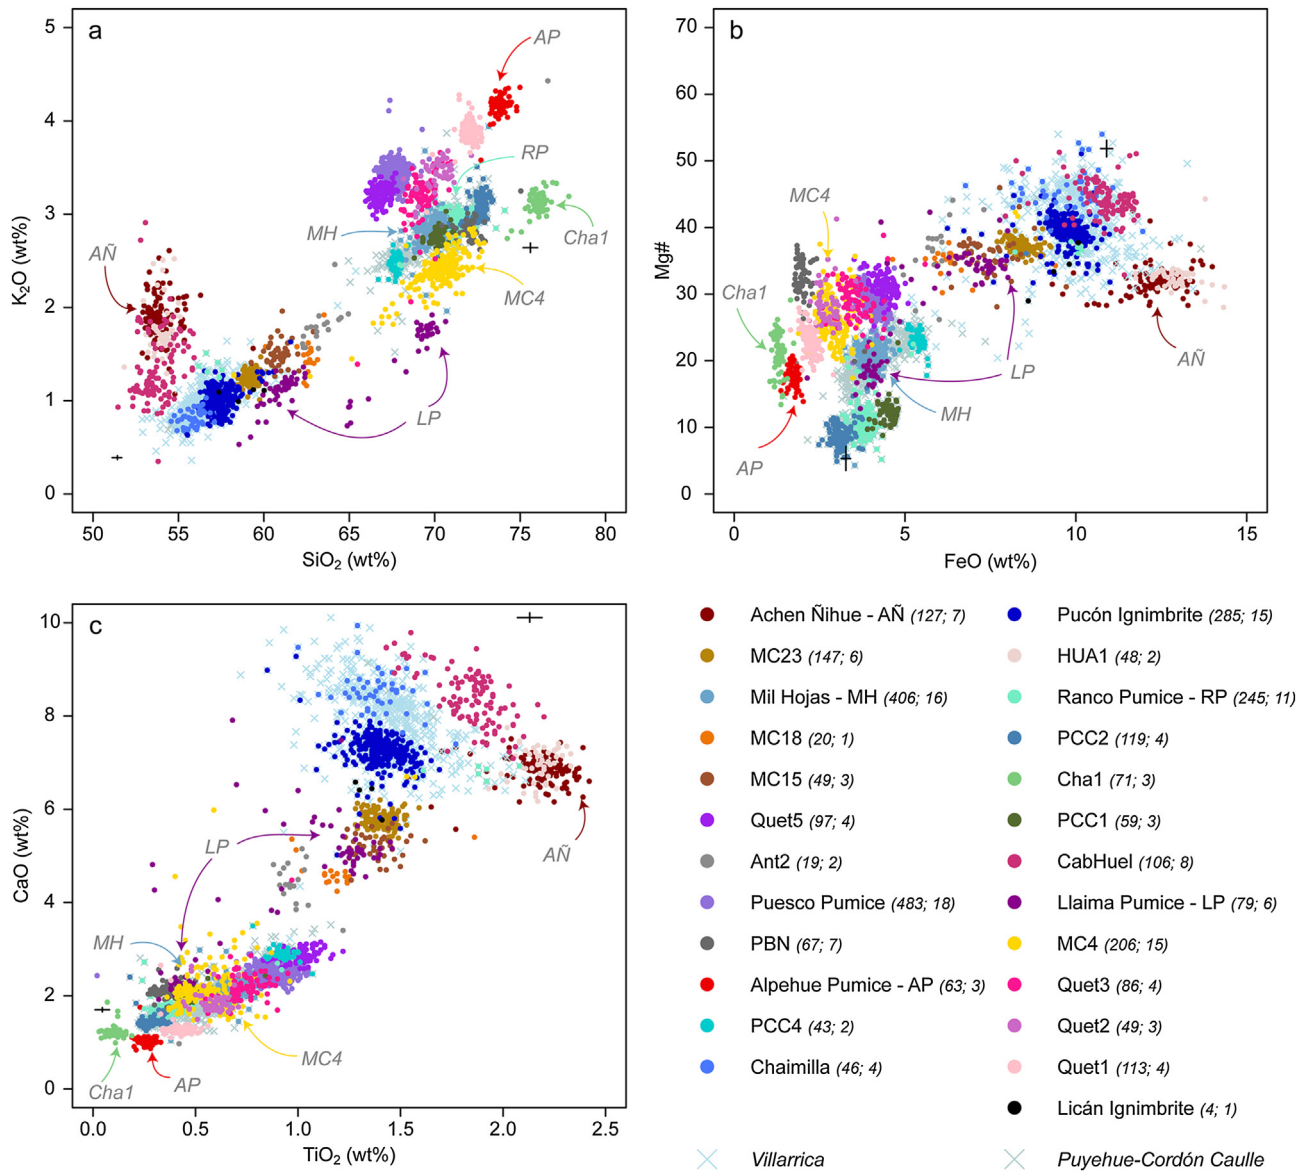 a
5
4
3
2
1
0
K₂O (wt%)
50
55
60
65
70
75
80
SiO₂ (wt%)
AP
RP
MH
AÑ
Cha1
MC4
LP
b
70
60
50
40
30
20
10
0
Mg#
0
5
10
15
FeO (wt%)
MC4
Cha1
AP
LP
MH
AÑ
c
10
8
6
4
2
0
CaO (wt%)
0.0
0.5
1.0
1.5
2.0
2.5
TiO₂ (wt%)
LP
MH
AÑ
MC4
AP
Cha1
Achen Ñihue - AÑ (127; 7)
MC23 (147; 6)
Mil Hojas - MH (406; 16)
MC18 (20; 1)
MC15 (49; 3)
Quet5 (97; 4)
Ant2 (19; 2)
Puesco Pumice (483; 18)
PBN (67; 7)
Alpehue Pumice - AP (63; 3)
PCC4 (43; 2)
Chaimilla (46; 4)
Villarrica
Pucón Ignimbrite (285; 15)
HUA1 (48; 2)
Ranco Pumice - RP (245; 11)
PCC2 (119; 4)
Cha1 (71; 3)
PCC1 (59; 3)
CabHuel (106; 8)
Llaima Pumice - LP (79; 6)
MC4 (206; 15)
Quet3 (86; 4)
Quet2 (49; 3)
Quet1 (113; 4)
Licán Ignimbrite (4; 1)
Puyehue-Cordón Caulle